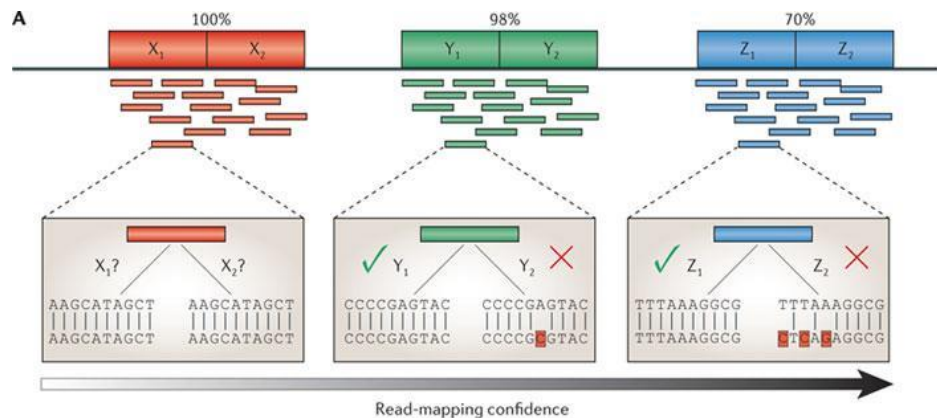 A
100%
98%
70%
X1 X2
Y1 Y2
Z1 Z2
X1? X2?
Y1 Y2
Z1 Z2
AAGCATAGCT AAGCATAGCT
AAGCATAGCT AAGCATAGCT
CCCCGAGTAC CCCCGAGTAC
CCCCGAGTAC CCCCGCGTAC
TTTAAAGGCG TTTAAAGGCG
TTTAAAGGCG CTCAGAGGCG
Read-mapping confidence